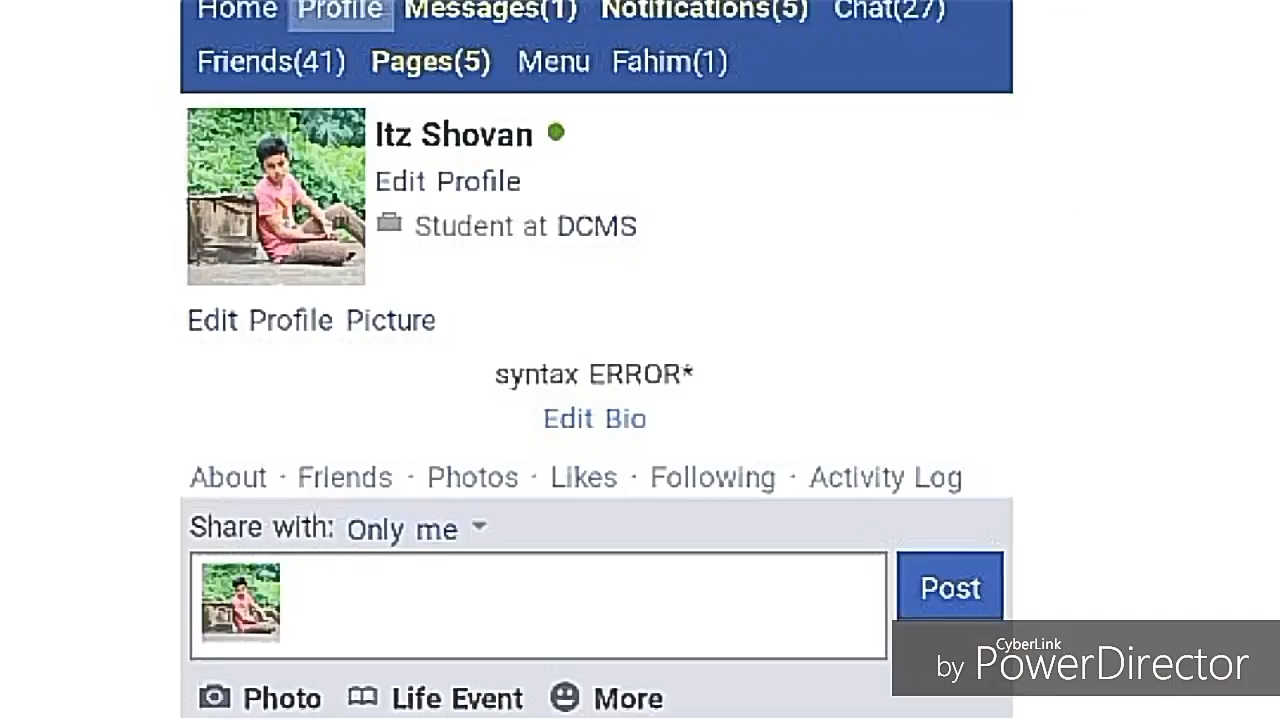 Home Profile Messages(1) Notifications(5) Chat(27)
Friends(41) Pages(5) Menu Fahim(1)
Itz Shovan
Edit Profile
Student at DCMS
Edit Profile Picture
syntax ERROR*
Edit Bio
About · Friends · Photos · Likes · Following · Activity Log
Share with: Only me
Post
CyberLink
by PowerDirector
Photo Life Event More